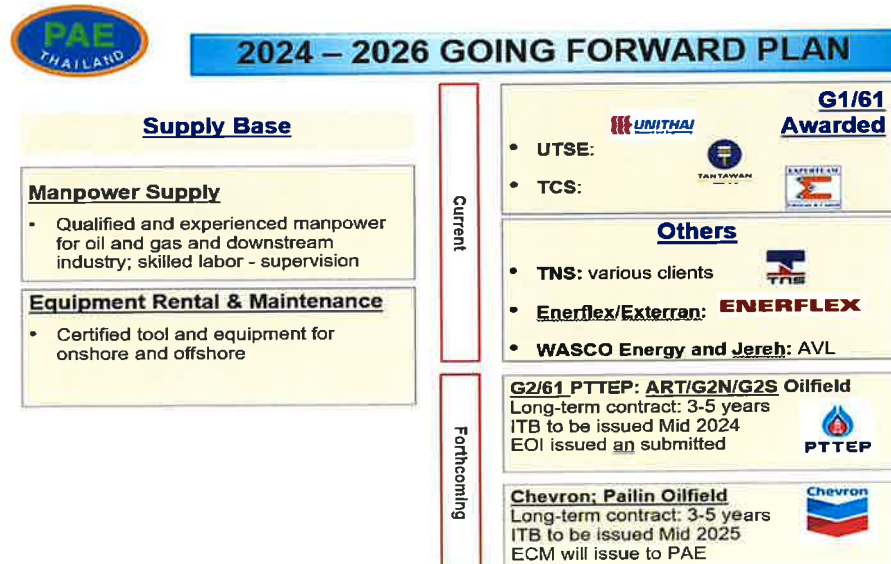 PAE
THAILAND
2024 – 2026 GOING FORWARD PLAN
Supply Base
Manpower Supply
• Qualified and experienced manpower
for oil and gas and downstream
industry; skilled labor - supervision
Equipment Rental & Maintenance
• Certified tool and equipment for
onshore and offshore
Current
G1/61
Awarded
UNITHAI
• UTSE:
TANTAWAN
• TCS:
EXPERTEAM
Others
• TNS: various clients
TNS
• Enerflex/Exterran: ENERFLEX
• WASCO Energy and Jereh: AVL
Forthcoming
G2/61 PTTEP: ART/G2N/G2S Oilfield
Long-term contract: 3-5 years
ITB to be issued Mid 2024
EOI issued an submitted
PTTEP
Chevron; Pailin Oilfield
Chevron
Long-term contract: 3-5 years
ITB to be issued Mid 2025
ECM will issue to PAE